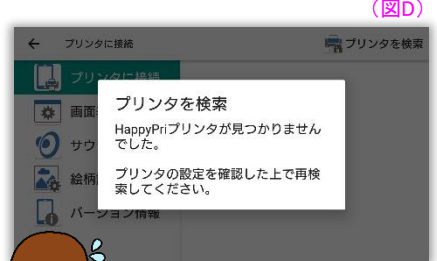 （図D）
プリンタに接続
プリンタを検索
プリンタに接続
画面
サウ
絵柄
バージョン情報
プリンタを検索
HappyPriプリンタが見つかりません
でした。
プリンタの設定を確認した上で再検
索してください。